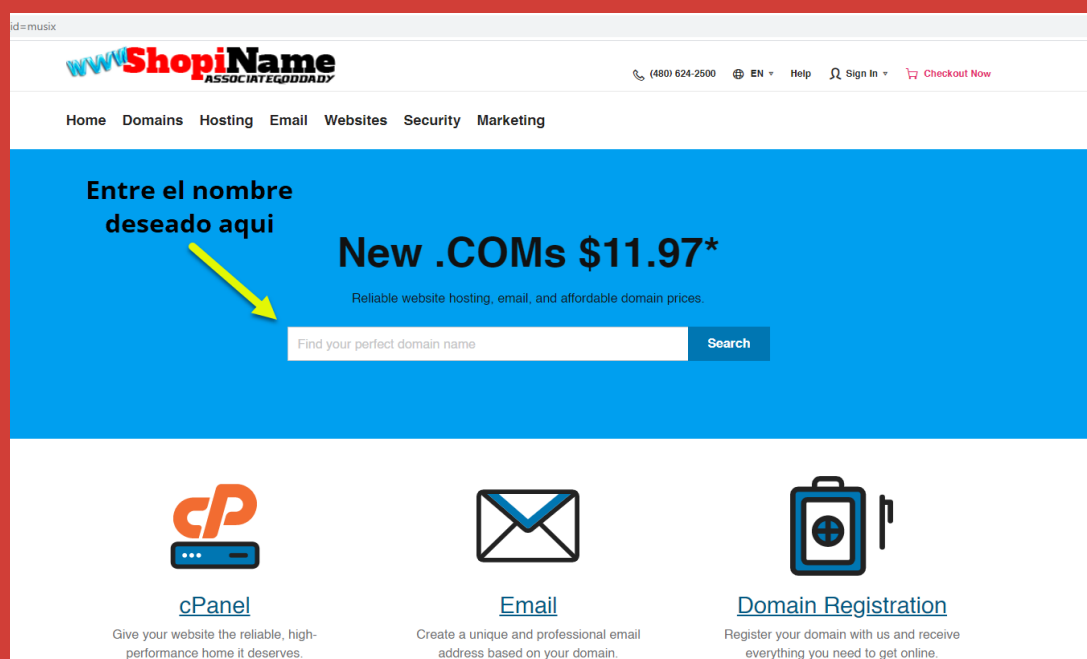 id=musix
www ShopiName
ASSOCIATEGODDADY
(480) 624-2500 EN Help Sign In Checkout Now
Home Domains Hosting Email Websites Security Marketing
Entre el nombre
deseado aqui
New .COMs $11.97*
Reliable website hosting, email, and affordable domain prices.
Find your perfect domain name Search
cP
cPanel Email Domain Registration
Give your website the reliable, high- Create a unique and professional email Register your domain with us and receive
performance home it deserves. address based on your domain. everything you need to get online.